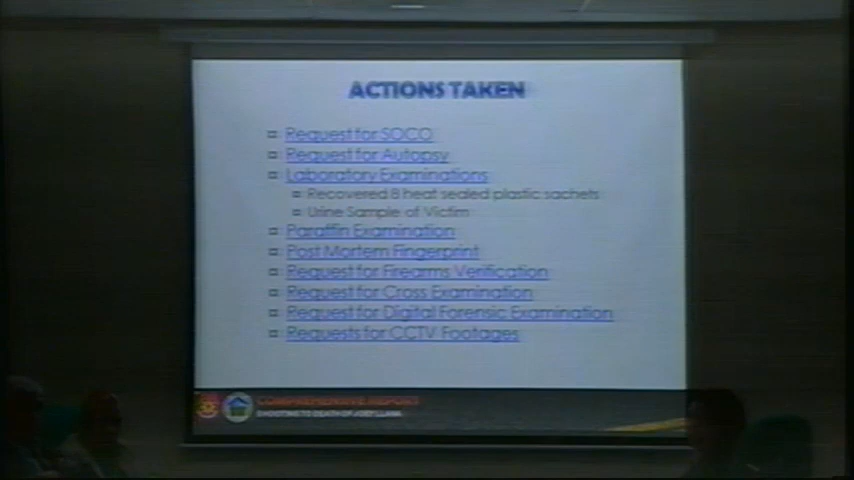 ACTIONS TAKEN
Request for SOCO
Request for Autopsy
Laboratory Examinations
Recovered 8 heat sealed plastic sachets
Urine Sample of Victim
Paraffin Examination
Post Mortem Fingerprint
Request for Firearms Verification
Request for Cross Examination
Request for Digital Forensic Examination
Requests for CCTV Footages
COMPREHENSIVE REPORT
SHOOTING TO DEATH OF